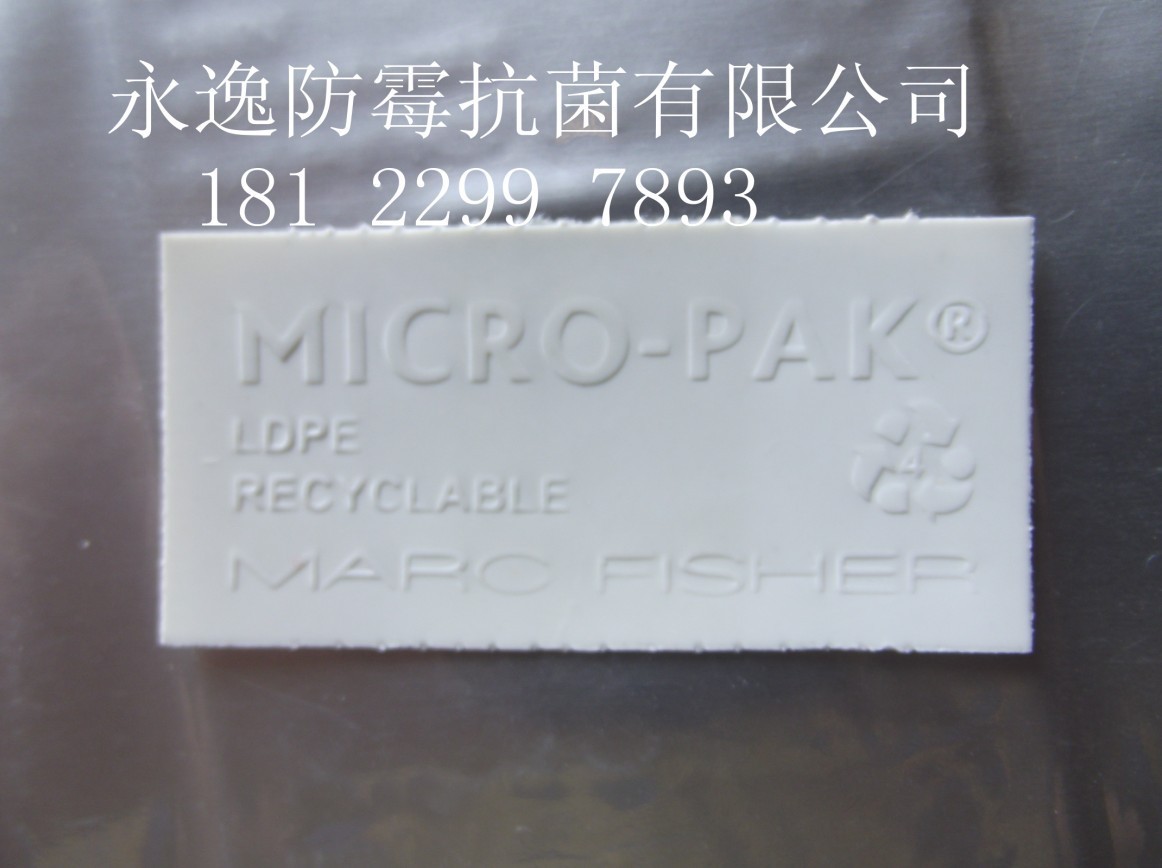 永逸防霉抗菌有限公司
181 2299 7893
MICRO-PAK®
LDPE
RECYCLABLE
4
MARC FISHER